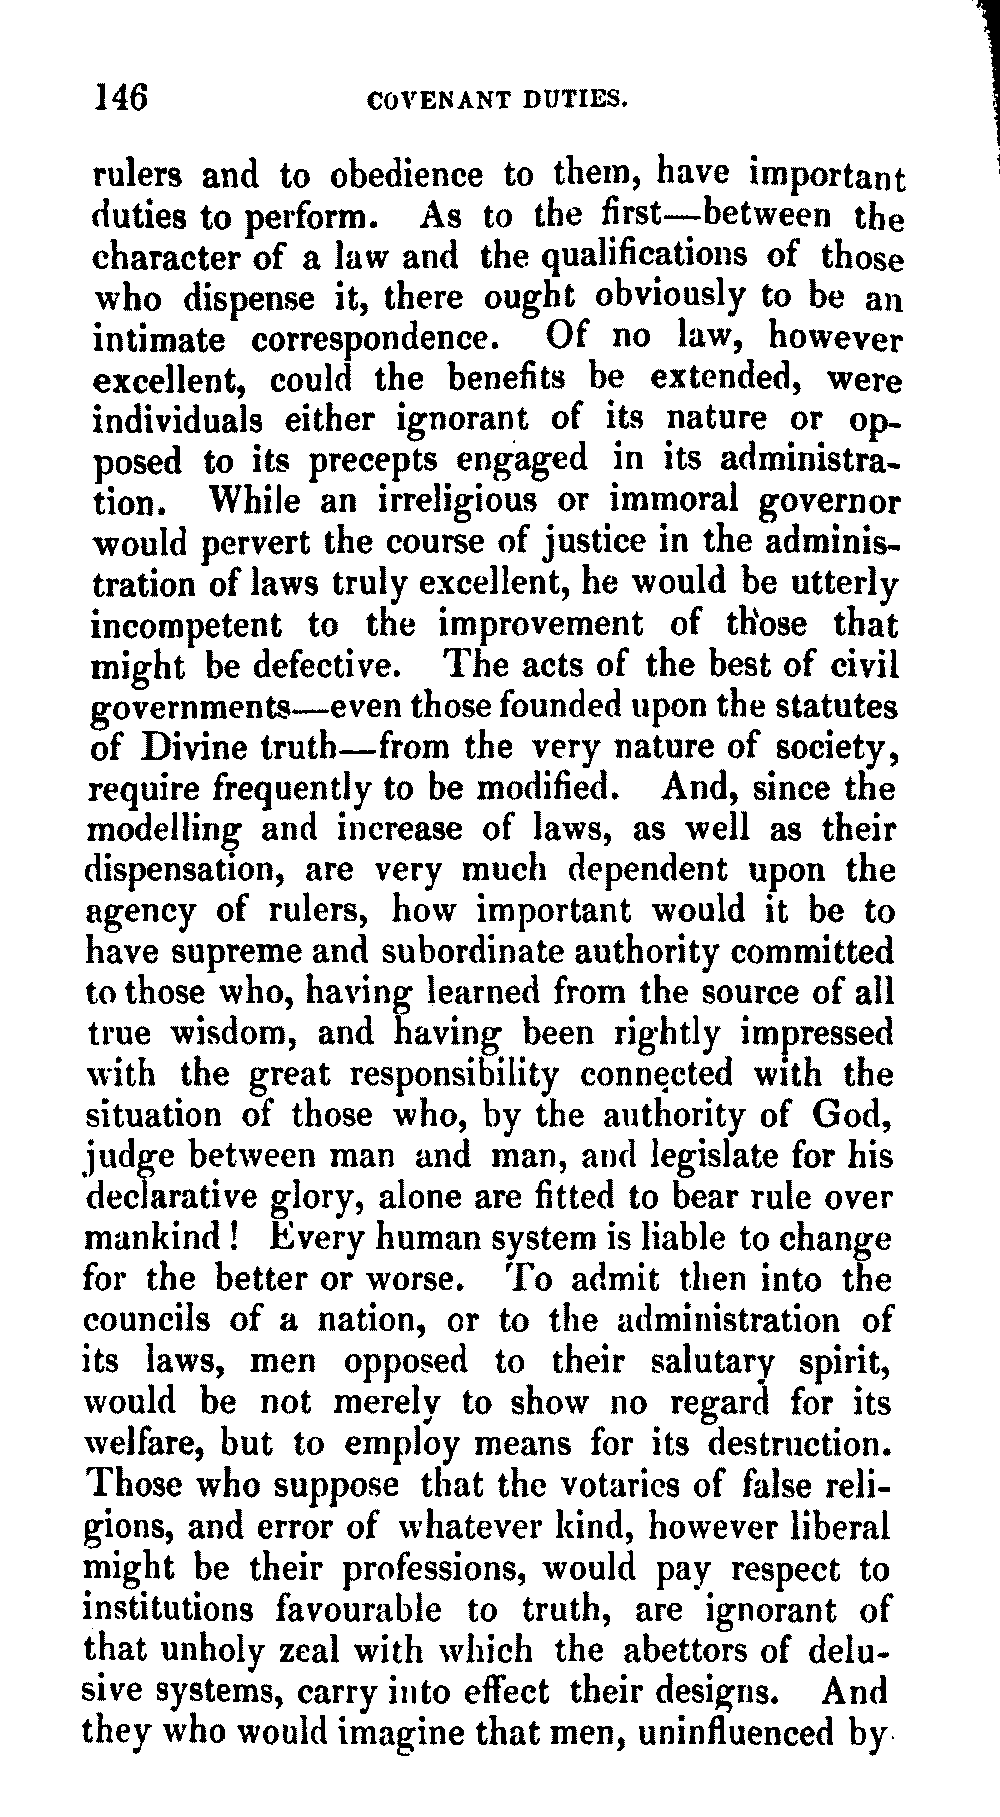 146 COVENANT DUTIES.
rulers and to obedience to them, have important
duties to perform. As to the first—between the
character of a law and the qualifications of those
who dispense it, there ought obviously to be an
intimate correspondence. Of no law, however
excellent, could the benefits be extended, were
individuals either ignorant of its nature or op-
posed to its precepts engaged in its administra-
tion. While an irreligious or immoral governor
would pervert the course of justice in the adminis-
tration of laws truly excellent, he would be utterly
incompetent to the improvement of those that
might be defective. The acts of the best of civil
governments—even those founded upon the statutes
of Divine truth—from the very nature of society,
require frequently to be modified. And, since the
modelling and increase of laws, as well as their
dispensation, are very much dependent upon the
agency of rulers, how important would it be to
have supreme and subordinate authority committed
to those who, having learned from the source of all
true wisdom, and having been rightly impressed
with the great responsibility connected with the
situation of those who, by the authority of God,
judge between man and man, and legislate for his
declarative glory, alone are fitted to bear rule over
mankind! Every human system is liable to change
for the better or worse. To admit then into the
councils of a nation, or to the administration of
its laws, men opposed to their salutary spirit,
would be not merely to show no regard for its
welfare, but to employ means for its destruction.
Those who suppose that the votaries of false reli-
gions, and error of whatever kind, however liberal
might be their professions, would pay respect to
institutions favourable to truth, are ignorant of
that unholy zeal with which the abettors of delu-
sive systems, carry into effect their designs. And
they who would imagine that men, uninfluenced by